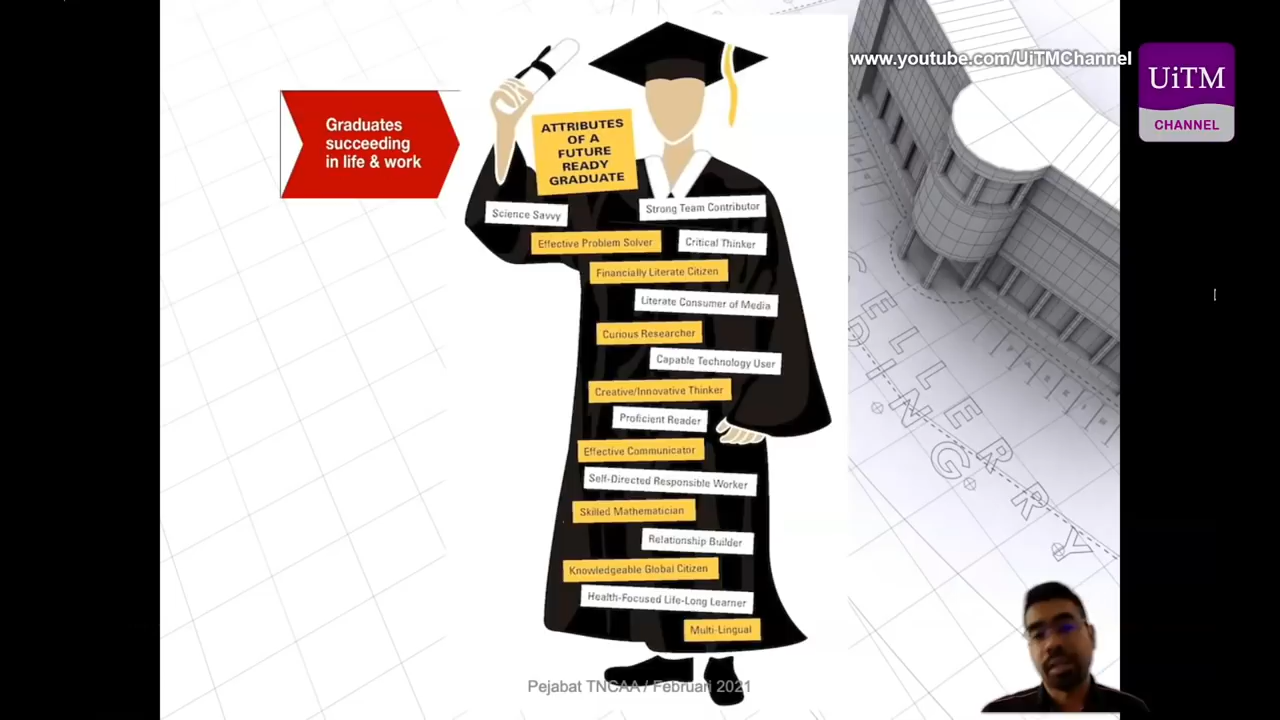 www.youtube.com/UiTMChannel
UiTM
CHANNEL
Graduates
succeeding
in life & work
ATTRIBUTES
OF A
FUTURE
READY
GRADUATE
Science Savvy
Strong Team Contributor
Effective Problem Solver
Critical Thinker
Financially Literate Citizen
Literate Consumer of Media
Curious Researcher
Capable Technology User
Creative/Innovative Thinker
Proficient Reader
Effective Communicator
Self-Directed Responsible Worker
Skilled Mathematician
Relationship Builder
Knowledgeable Global Citizen
Health-Focused Life-Long Learner
Multi-Lingual
Pejabat TNCAA / Februari 2021